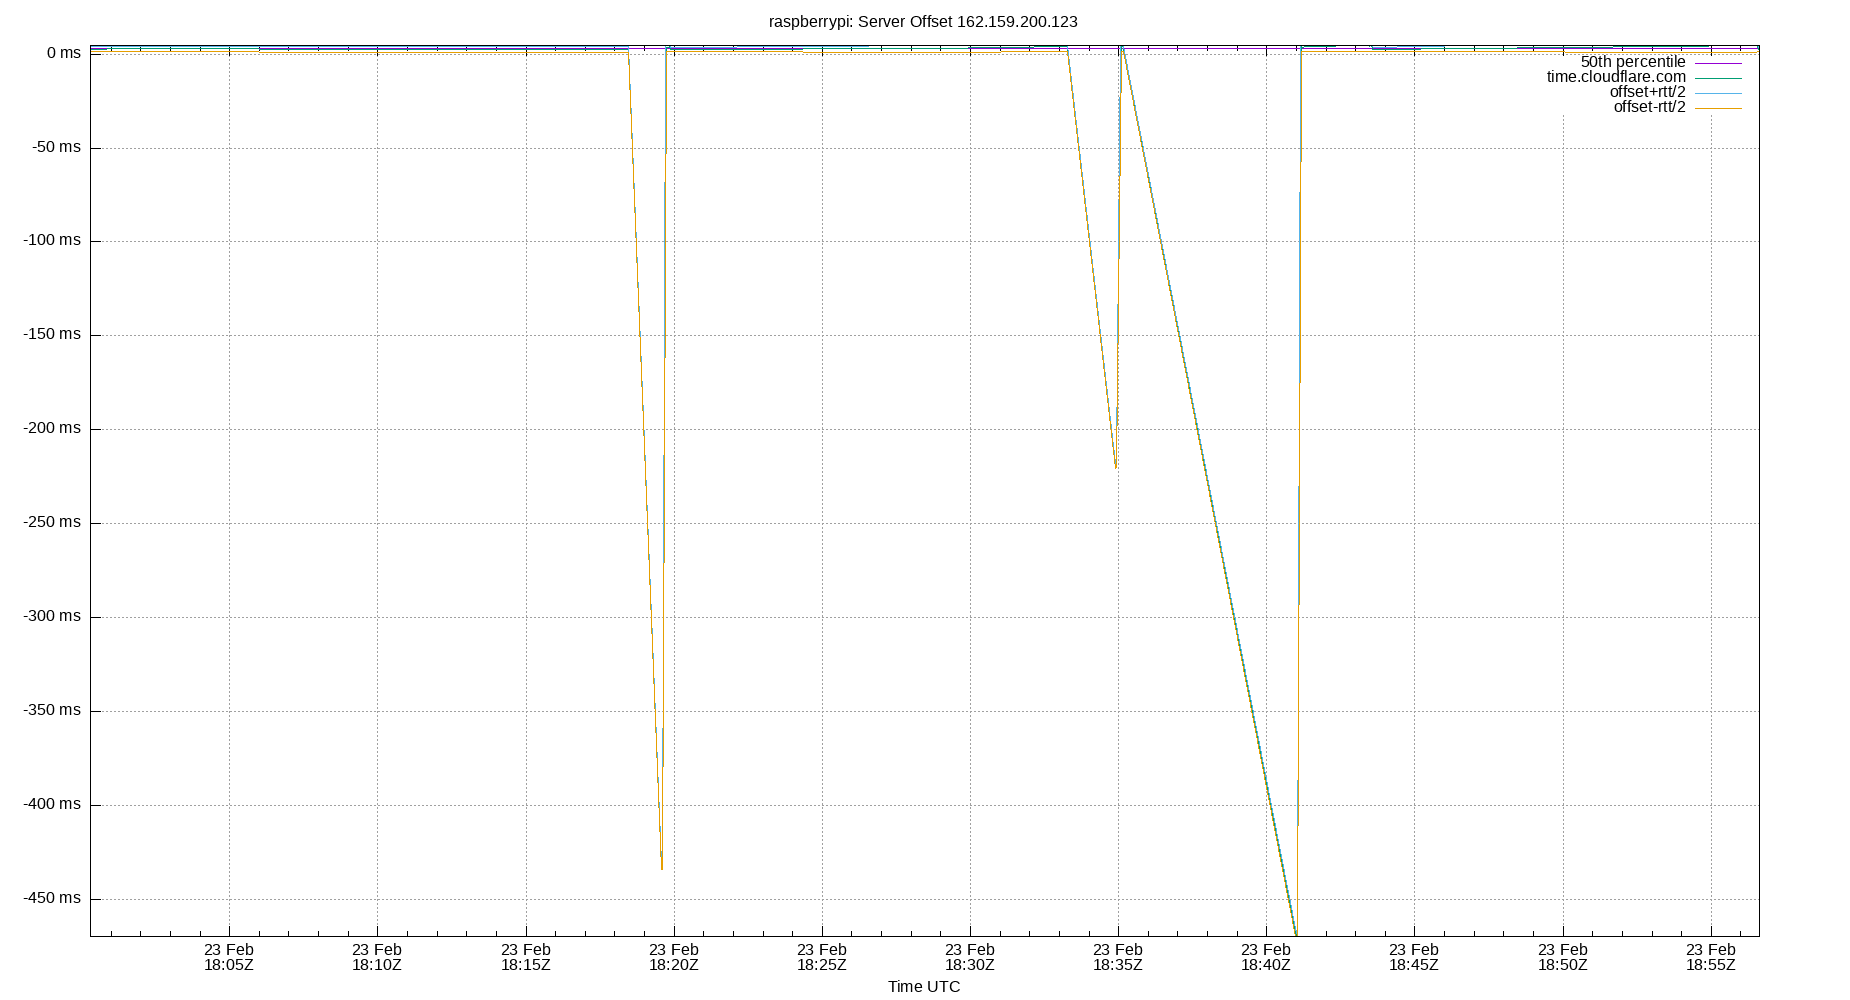 raspberrypi: Server Offset 162.159.200.123
0 ms
-50 ms
-100 ms
-150 ms
-200 ms
-250 ms
-300 ms
-350 ms
-400 ms
-450 ms
50th percentile
time.cloudflare.com
offset+rtt/2
offset-rtt/2
23 Feb
18:05Z
23 Feb
18:10Z
23 Feb
18:15Z
23 Feb
18:20Z
23 Feb
18:25Z
23 Feb
18:30Z
23 Feb
18:35Z
23 Feb
18:40Z
23 Feb
18:45Z
23 Feb
18:50Z
23 Feb
18:55Z
Time UTC